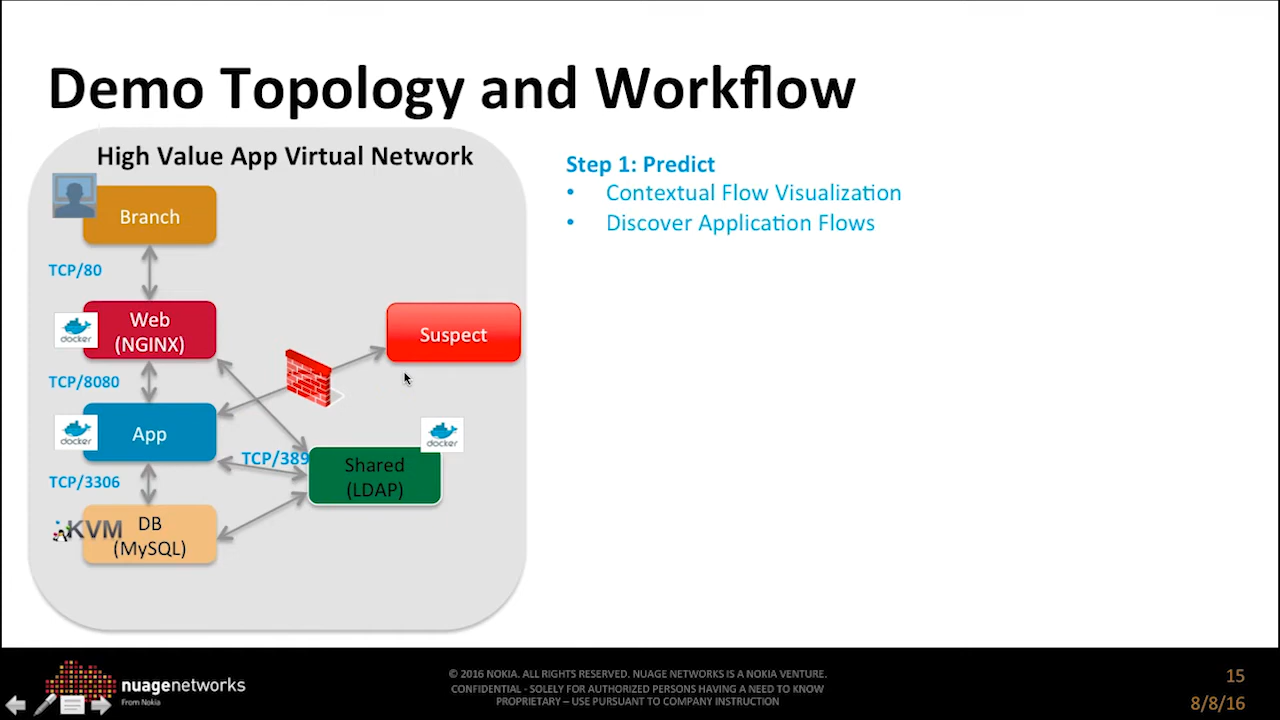 Demo Topology and Workflow
High Value App Virtual Network
Branch
TCP/80
Web
(NGINX)
docker
TCP/8080
App
docker
TCP/3306
KVM
DB
(MySQL)
Suspect
TCP/389
docker
Shared
(LDAP)
Step 1: Predict
• Contextual Flow Visualization
• Discover Application Flows
nuagenetworks
From Nokia
© 2016 NOKIA. ALL RIGHTS RESERVED. NUAGE NETWORKS IS A NOKIA VENTURE.
CONFIDENTIAL - SOLELY FOR AUTHORIZED PERSONS HAVING A NEED TO KNOW
PROPRIETARY – USE PURSUANT TO COMPANY INSTRUCTION
15
8/8/16